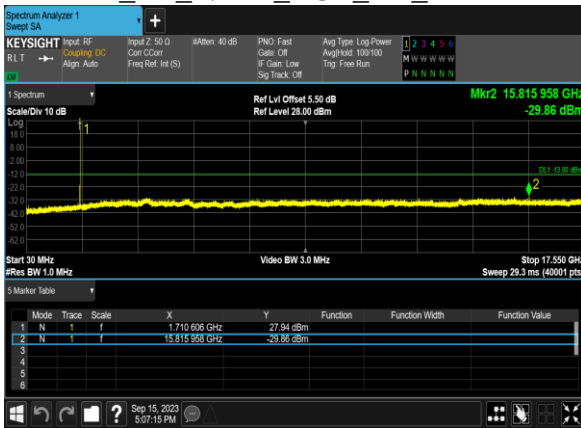 Spectrum Analyzer 1
Swept SA
+
KEYSIGHT
RLT
LV
Input: RF
Coupling: DC
Align: Auto
Input Z: 50 Ω
Corr CCorr
Freq Ref: Int (S)
#Atten: 40 dB
PNO: Fast
Gate: Off
IF Gain: Low
Sig Track: Off
Avg Type: Log-Power
Avg|Hold: 100/100
Trig: Free Run
1 2 3 4 5 6
M W W W W W
P N N N N N
1 Spectrum
Scale/Div 10 dB
Ref Lvl Offset 5.50 dB
Ref Level 28.00 dBm
Mkr2 15.815 958 GHz
-29.86 dBm
Log
18.0
8.00
-2.00
-12.0
-22.0
-32.0
-42.0
-52.0
-62.0
1
DL1 -13.00 dBm
2
Start 30 MHz
#Res BW 1.0 MHz
Video BW 3.0 MHz
Stop 17.550 GHz
Sweep 29.3 ms (40001 pts
5 Marker Table
Mode Trace Scale X Y Function Function Width Function Value
1 N 1 f 1.710 606 GHz 27.94 dBm
2 N 1 f 15.815 958 GHz -29.86 dBm
3
4
5
6
?
Sep 15, 2023
5:07:15 PM